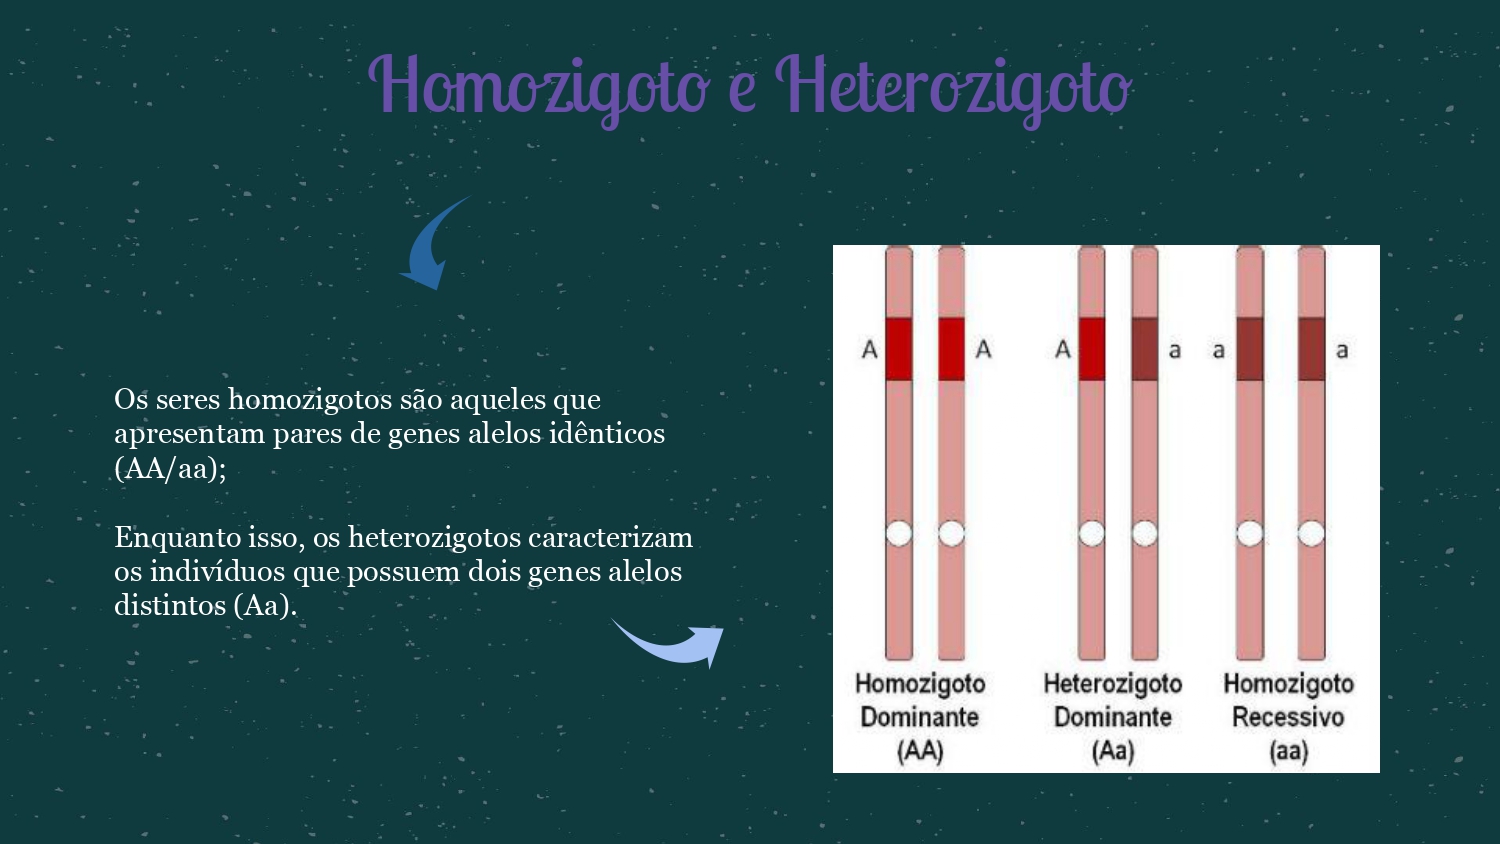 Homozigoto e Heterozigoto
Os seres homozigotos são aqueles que
apresentam pares de genes alelos idênticos
(AA/aa);
Enquanto isso, os heterozigotos caracterizam
os indivíduos que possuem dois genes alelos
distintos (Aa).
A A A a a a
Homozigoto Heterozigoto Homozigoto
Dominante Dominante Recessivo
(AA) (Aa) (aa)